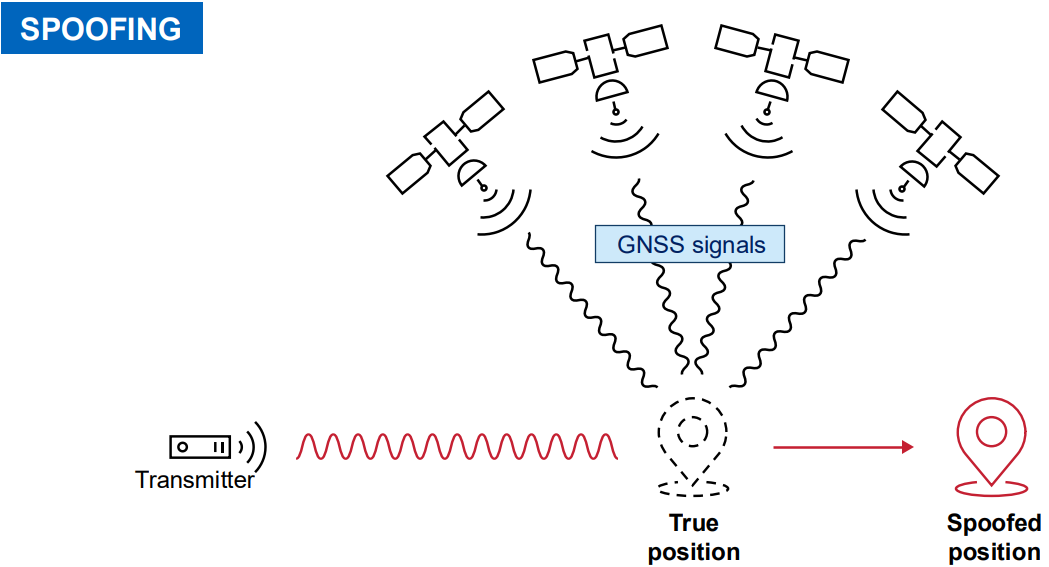 SPOOFING
GNSS signals
Transmitter
True
position
Spoofed
position